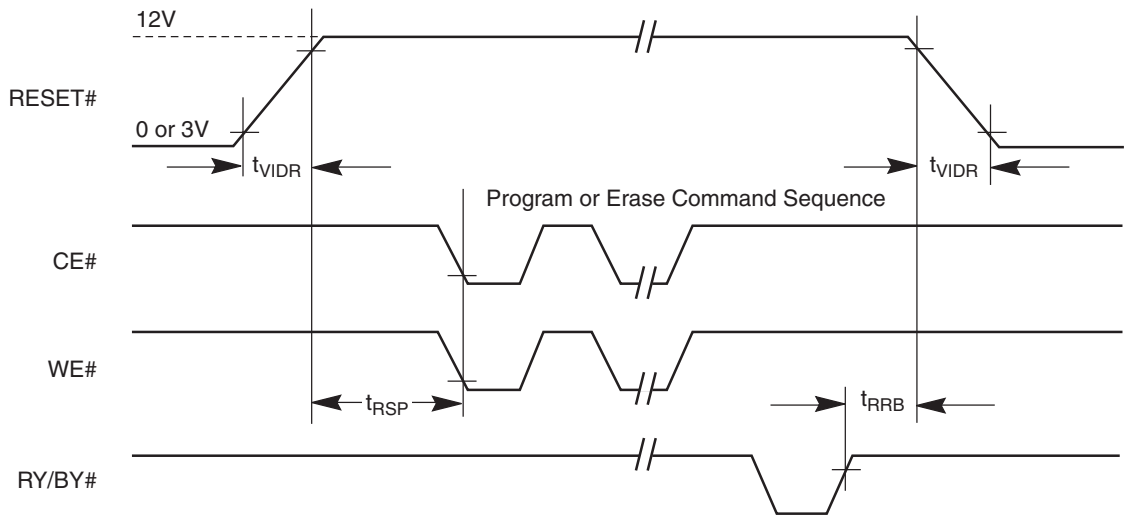 12V
RESET#
0 or 3V
tVIDR
tVIDR
Program or Erase Command Sequence
CE#
WE#
tRSP
tRRB
RY/BY#